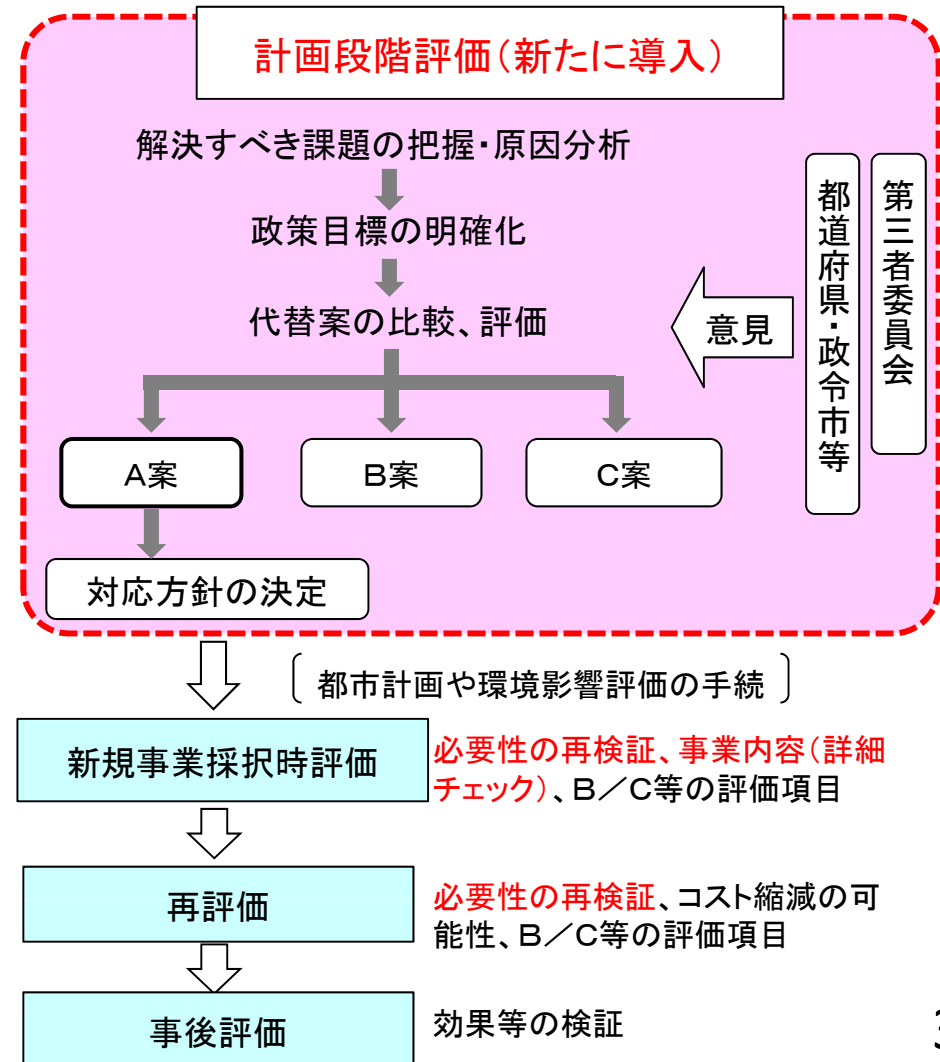 計画段階評価(新たに導入)
解決すべき課題の把握・原因分析
政策目標の明確化
代替案の比較、評価
意見
都道府県・政令市等
第三者委員会
A案
B案
C案
対応方針の決定
〔都市計画や環境影響評価の手続〕
新規事業採択時評価
必要性の再検証、事業内容(詳細
チェック)、B/C等の評価項目
再評価
必要性の再検証、コスト縮減の可
能性、B/C等の評価項目
事後評価
効果等の検証